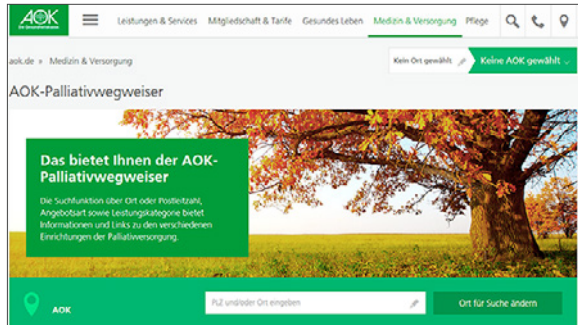 AOK
Die Gesundheitskasse.
Leistungen & Services Mitgliedschaft & Tarife Gesundes Leben Medizin & Versorgung Pflege
aok.de » Medizin & Versorgung
Kein Ort gewählt
Keine AOK gewählt
AOK-Palliativwegweiser
Das bietet Ihnen der AOK-
Palliativwegweiser
Die Suchfunktion über Ort oder Postleitzahl,
Angebotsart sowie Leistungskategorie bietet
Informationen und Links zu den verschiedenen
Einrichtungen der Palliativversorgung.
AOK
PLZ und/oder Ort eingeben
Ort für Suche ändern